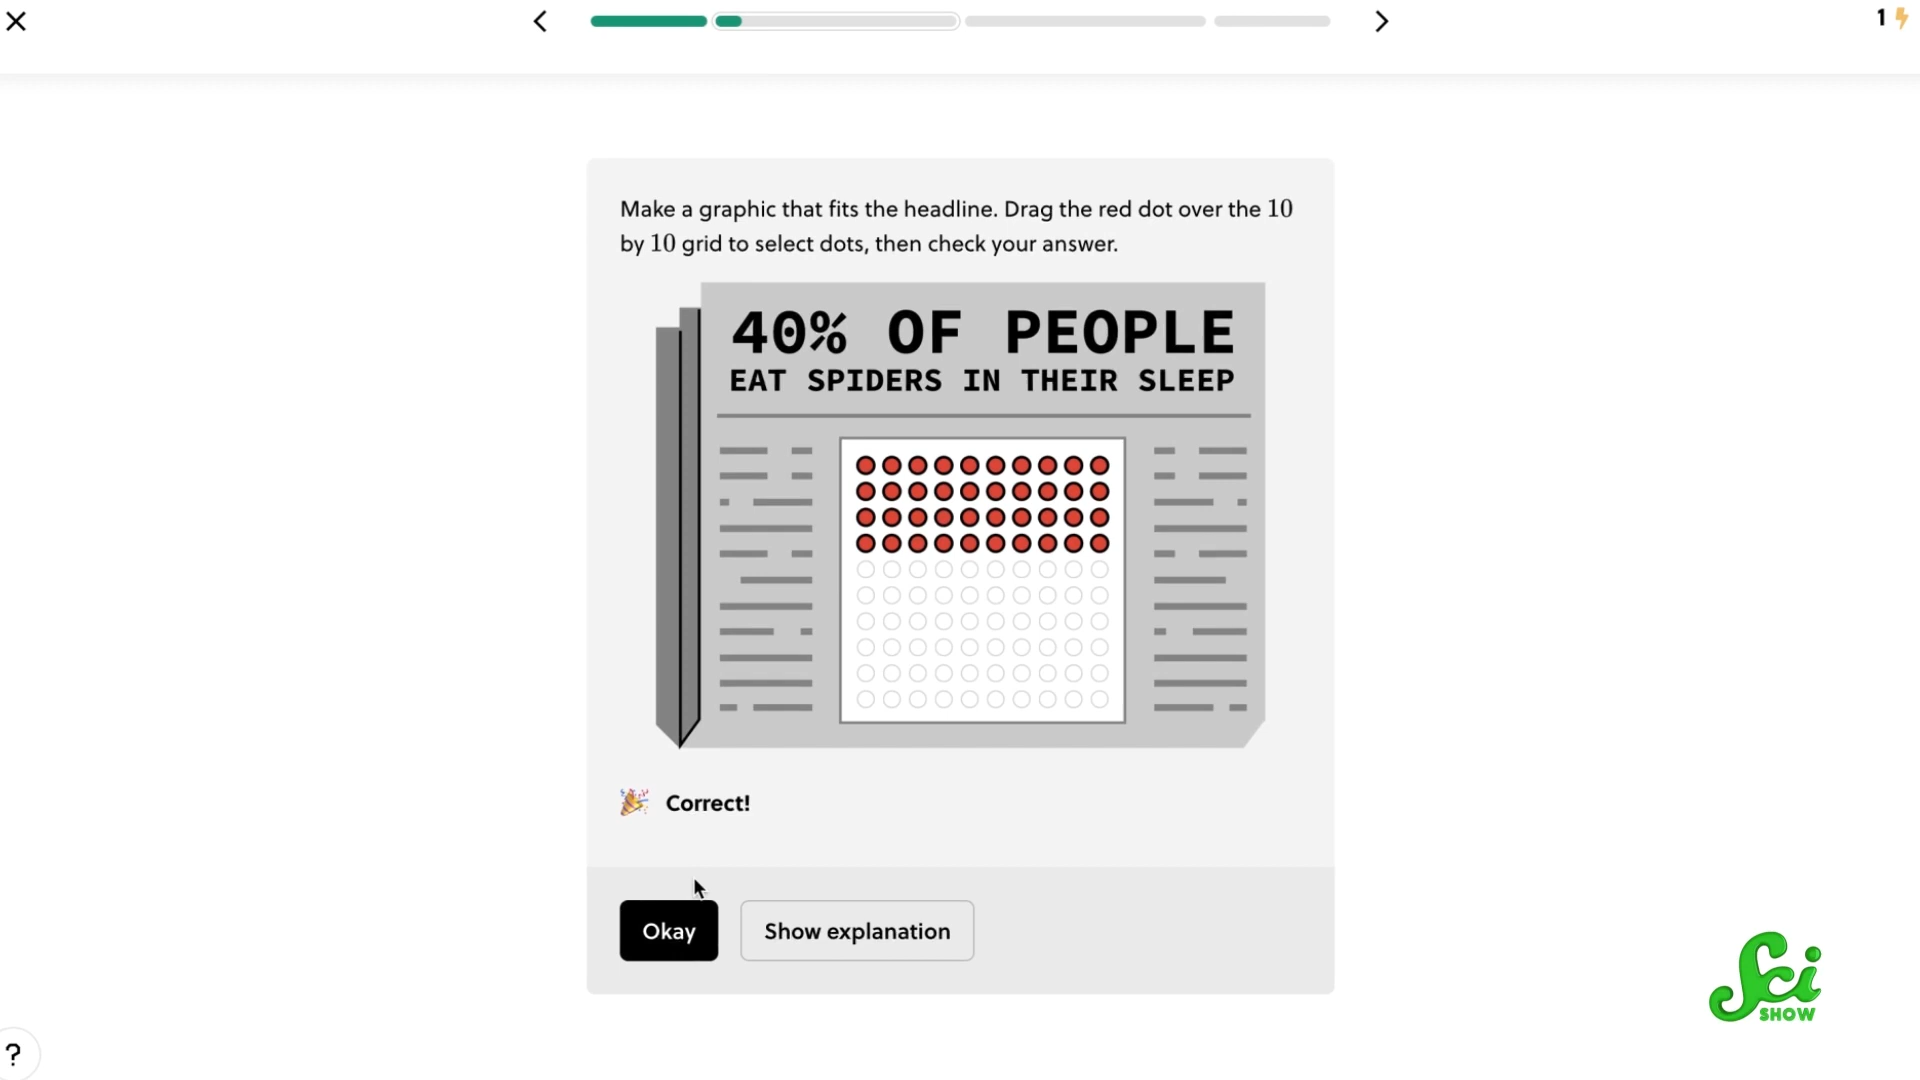 1
Make a graphic that fits the headline. Drag the red dot over the 10
by 10 grid to select dots, then check your answer.
40% OF PEOPLE
EAT SPIDERS IN THEIR SLEEP
Correct!
Okay
Show explanation
Sci
SHOW
?